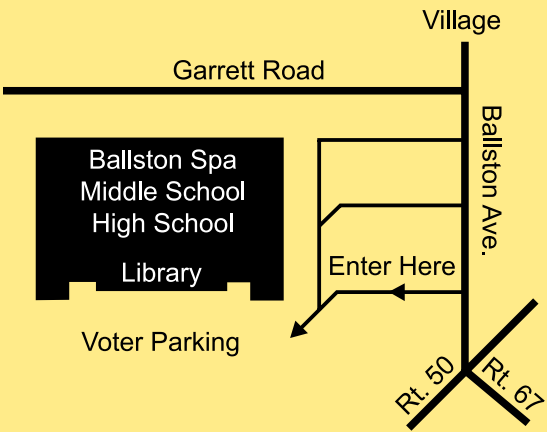 Village
Garrett Road
Ballston Ave.
Ballston Spa
Middle School
High School
Library
Enter Here
Voter Parking
Rt. 50
Rt. 67